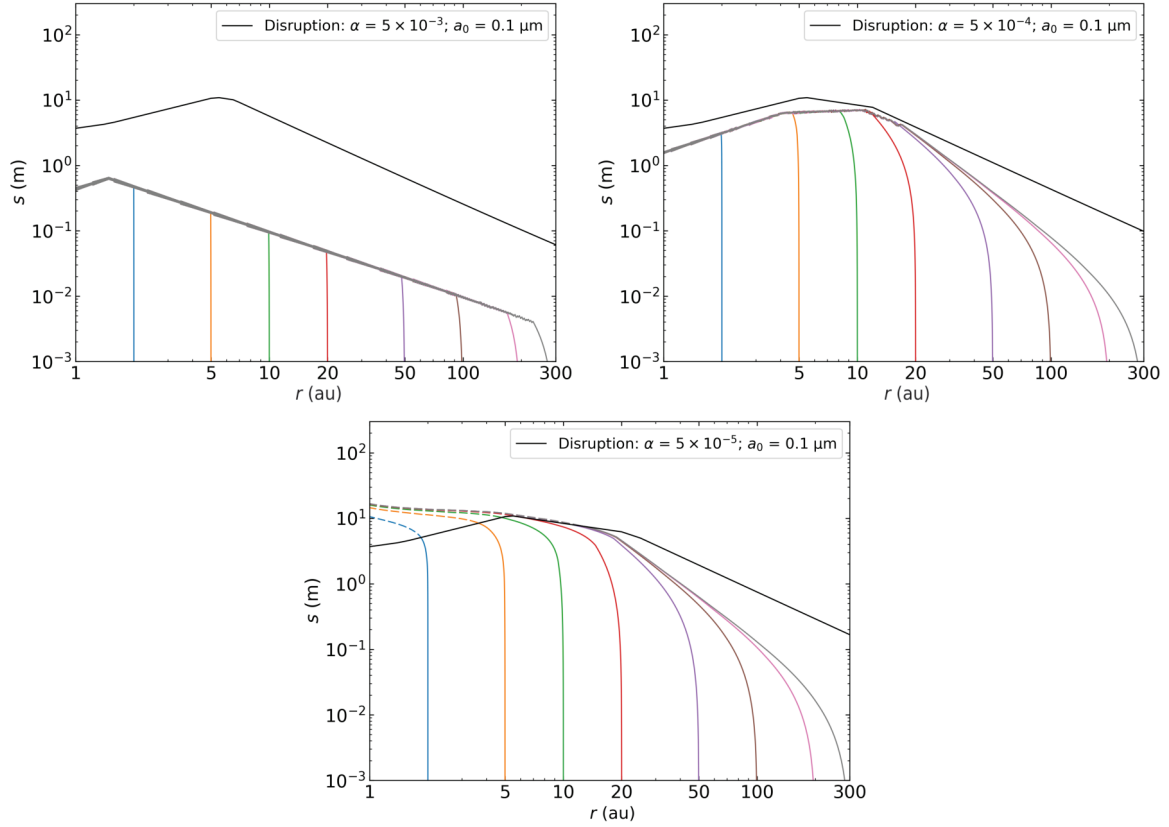 Disruption: α = 5 × 10⁻³; a₀ = 0.1 μm
s (m)
10²
10¹
10⁰
10⁻¹
10⁻²
10⁻³
1 5 10 20 50 100 300
r (au)
Disruption: α = 5 × 10⁻⁴; a₀ = 0.1 μm
s (m)
10²
10¹
10⁰
10⁻¹
10⁻²
10⁻³
1 5 10 20 50 100 300
r (au)
Disruption: α = 5 × 10⁻⁵; a₀ = 0.1 μm
s (m)
10²
10¹
10⁰
10⁻¹
10⁻²
10⁻³
1 5 10 20 50 100 300
r (au)